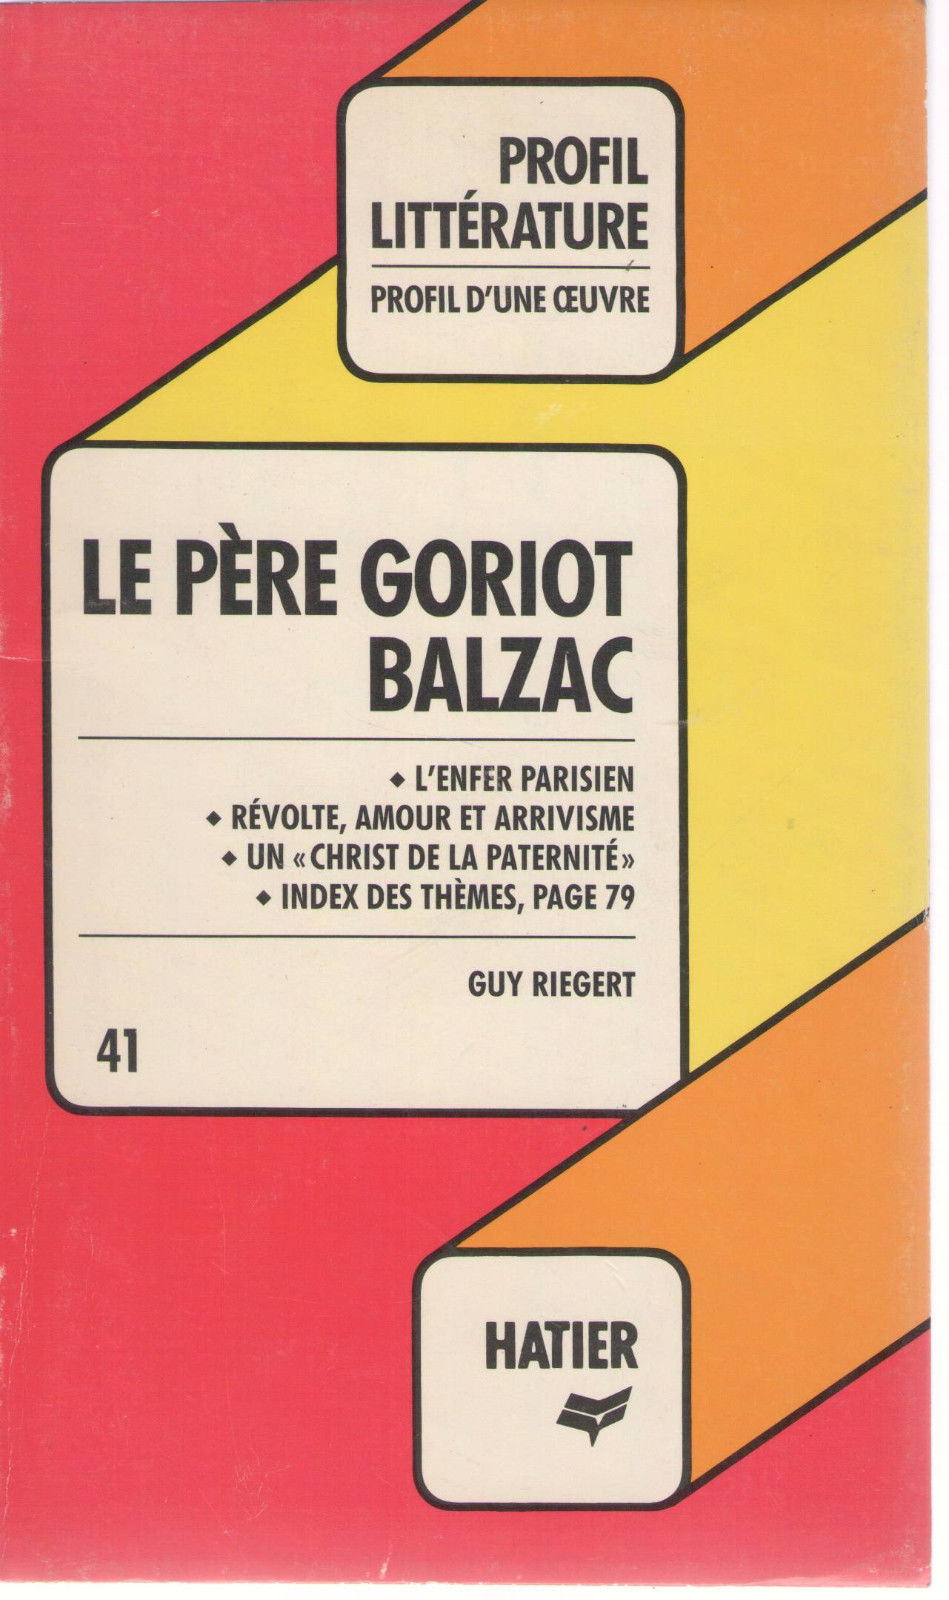 PROFIL
LITTÉRATURE
PROFIL D'UNE ŒUVRE
LE PÈRE GORIOT
BALZAC
◆ L'ENFER PARISIEN
◆ RÉVOLTE, AMOUR ET ARRIVISME
◆ UN «CHRIST DE LA PATERNITÉ»
◆ INDEX DES THÈMES, PAGE 79
GUY RIEGERT
41
HATIER